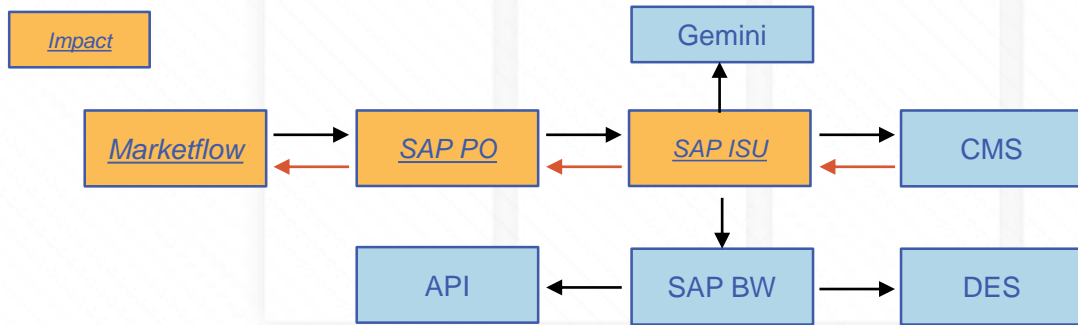 Impact
Gemini
Marketflow
SAP PO
SAP ISU
CMS
API
SAP BW
DES